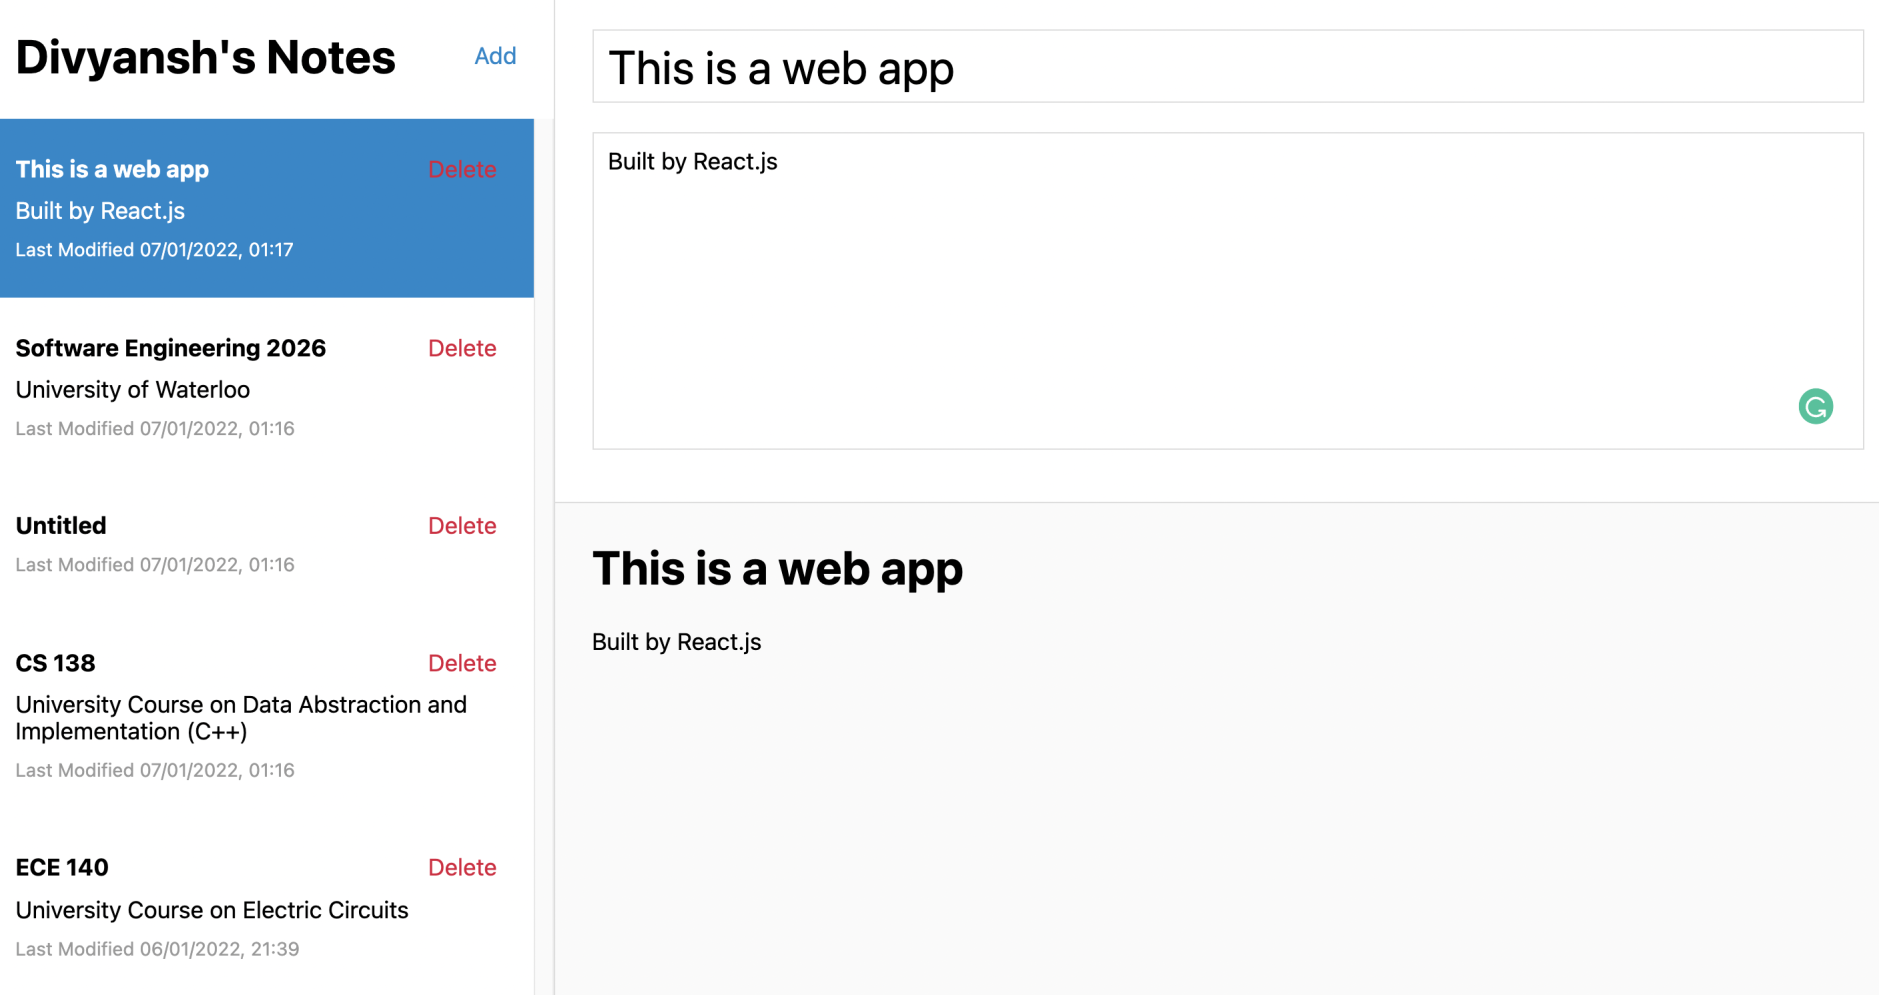 Divyansh's Notes
Add
This is a web app
Delete
Built by React.js
Last Modified 07/01/2022, 01:17
Software Engineering 2026
Delete
University of Waterloo
Last Modified 07/01/2022, 01:16
Untitled
Delete
Last Modified 07/01/2022, 01:16
CS 138
Delete
University Course on Data Abstraction and
Implementation (C++)
Last Modified 07/01/2022, 01:16
ECE 140
Delete
University Course on Electric Circuits
Last Modified 06/01/2022, 21:39
This is a web app
Built by React.js
This is a web app
Built by React.js